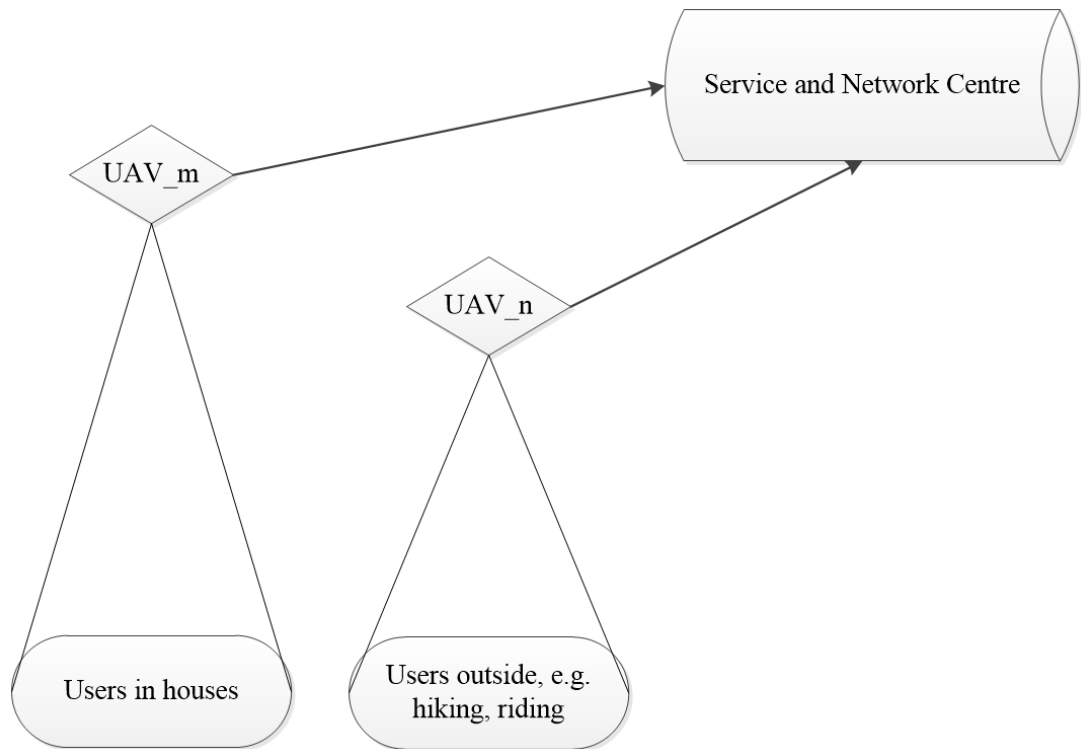 Service and Network Centre
UAV_m
UAV_n
Users in houses
Users outside, e.g.
hiking, riding